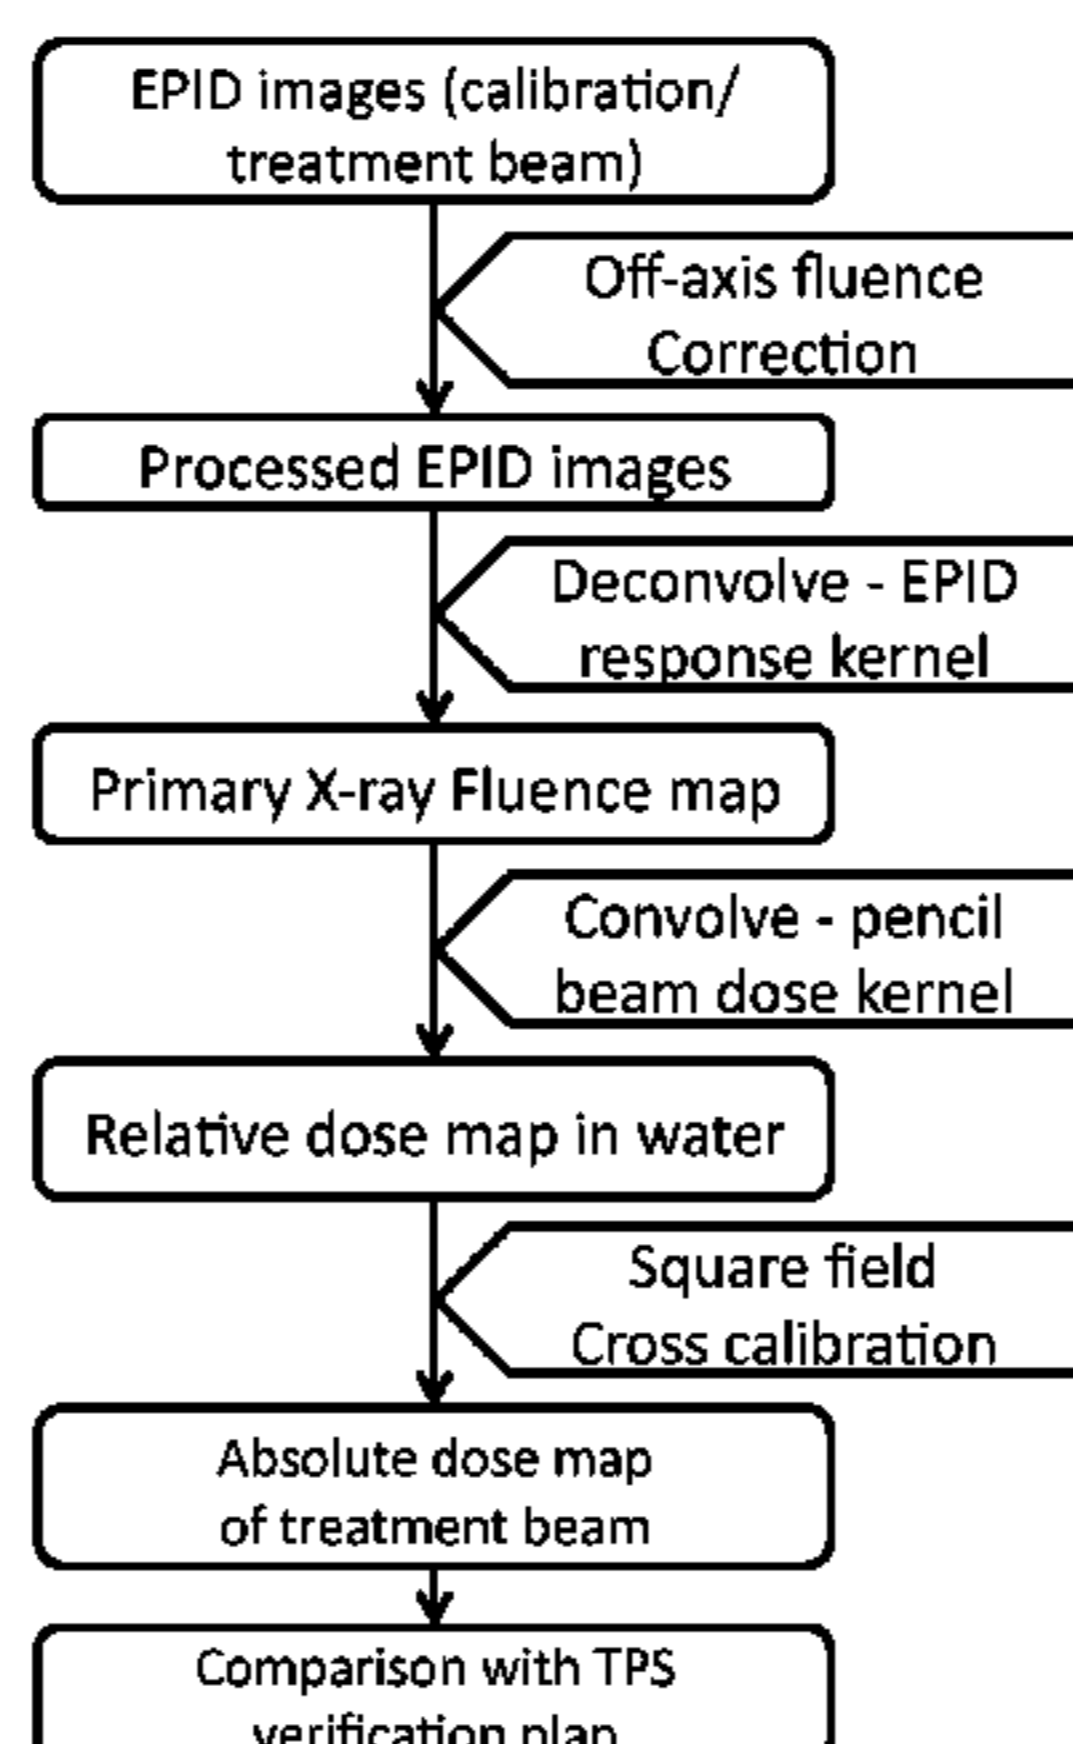 EPID images (calibration/
treatment beam)
Off-axis fluence
Correction
Processed EPID images
Deconvolve - EPID
response kernel
Primary X-ray Fluence map
Convolve - pencil
beam dose kernel
Relative dose map in water
Square field
Cross calibration
Absolute dose map
of treatment beam
Comparison with TPS
verification plan